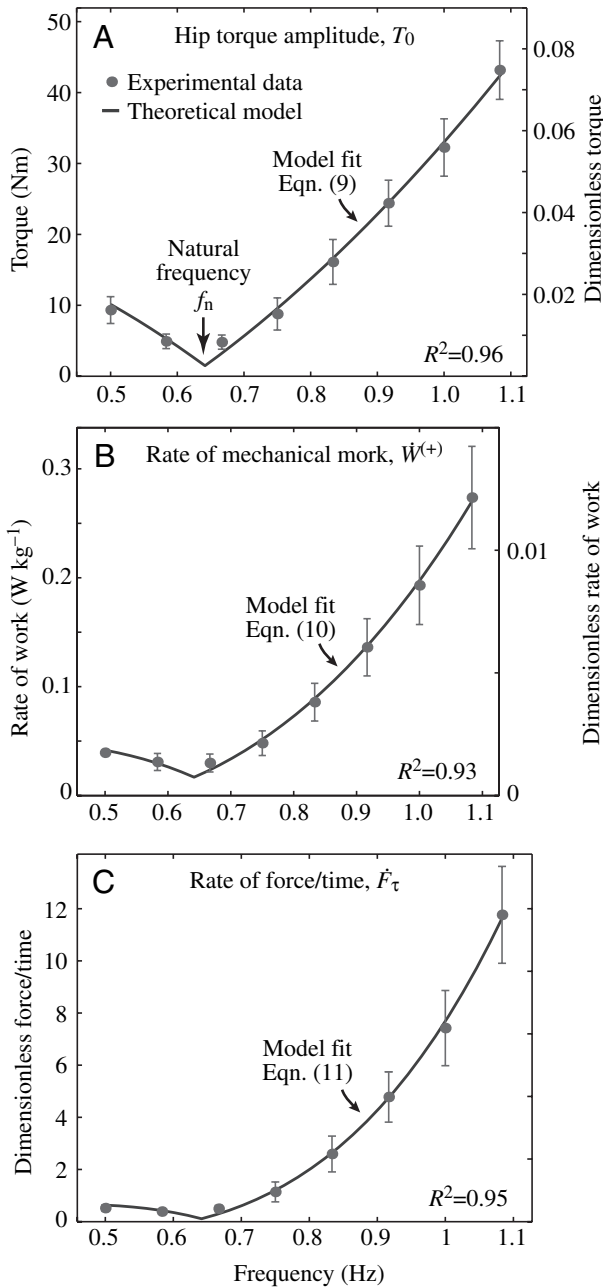 A
Hip torque amplitude, T0
Experimental data
Theoretical model
Model fit
Eqn. (9)
Natural
frequency
fn
R2=0.96
Torque (Nm)
50
40
30
20
10
0
Dimensionless torque
0.08
0.06
0.04
0.02
0.5 0.6 0.7 0.8 0.9 1.0 1.1
B
Rate of mechanical mork, Ẇ(+)
Model fit
Eqn. (10)
R2=0.93
Rate of work (W kg−1)
0.3
0.2
0.1
0
Dimensionless rate of work
0.01
0
0.5 0.6 0.7 0.8 0.9 1.0 1.1
C
Rate of force/time, Ḟτ
Model fit
Eqn. (11)
R2=0.95
Dimensionless force/time
12
10
8
6
4
2
0
0.5 0.6 0.7 0.8 0.9 1.0 1.1
Frequency (Hz)